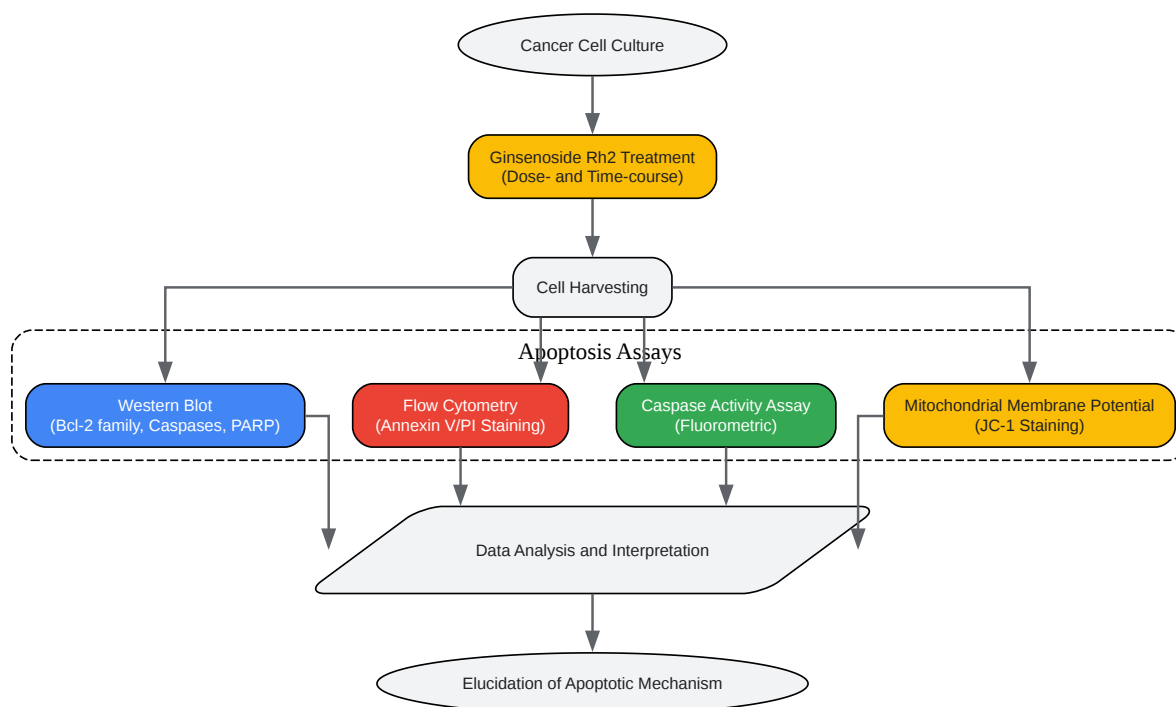 Cancer Cell Culture
Ginsenoside Rh2 Treatment
(Dose- and Time-course)
Cell Harvesting
Apoptosis Assays
Western Blot
(Bcl-2 family, Caspases, PARP)
Flow Cytometry
(Annexin V/PI Staining)
Caspase Activity Assay
(Fluorometric)
Mitochondrial Membrane Potential
(JC-1 Staining)
Data Analysis and Interpretation
Elucidation of Apoptotic Mechanism